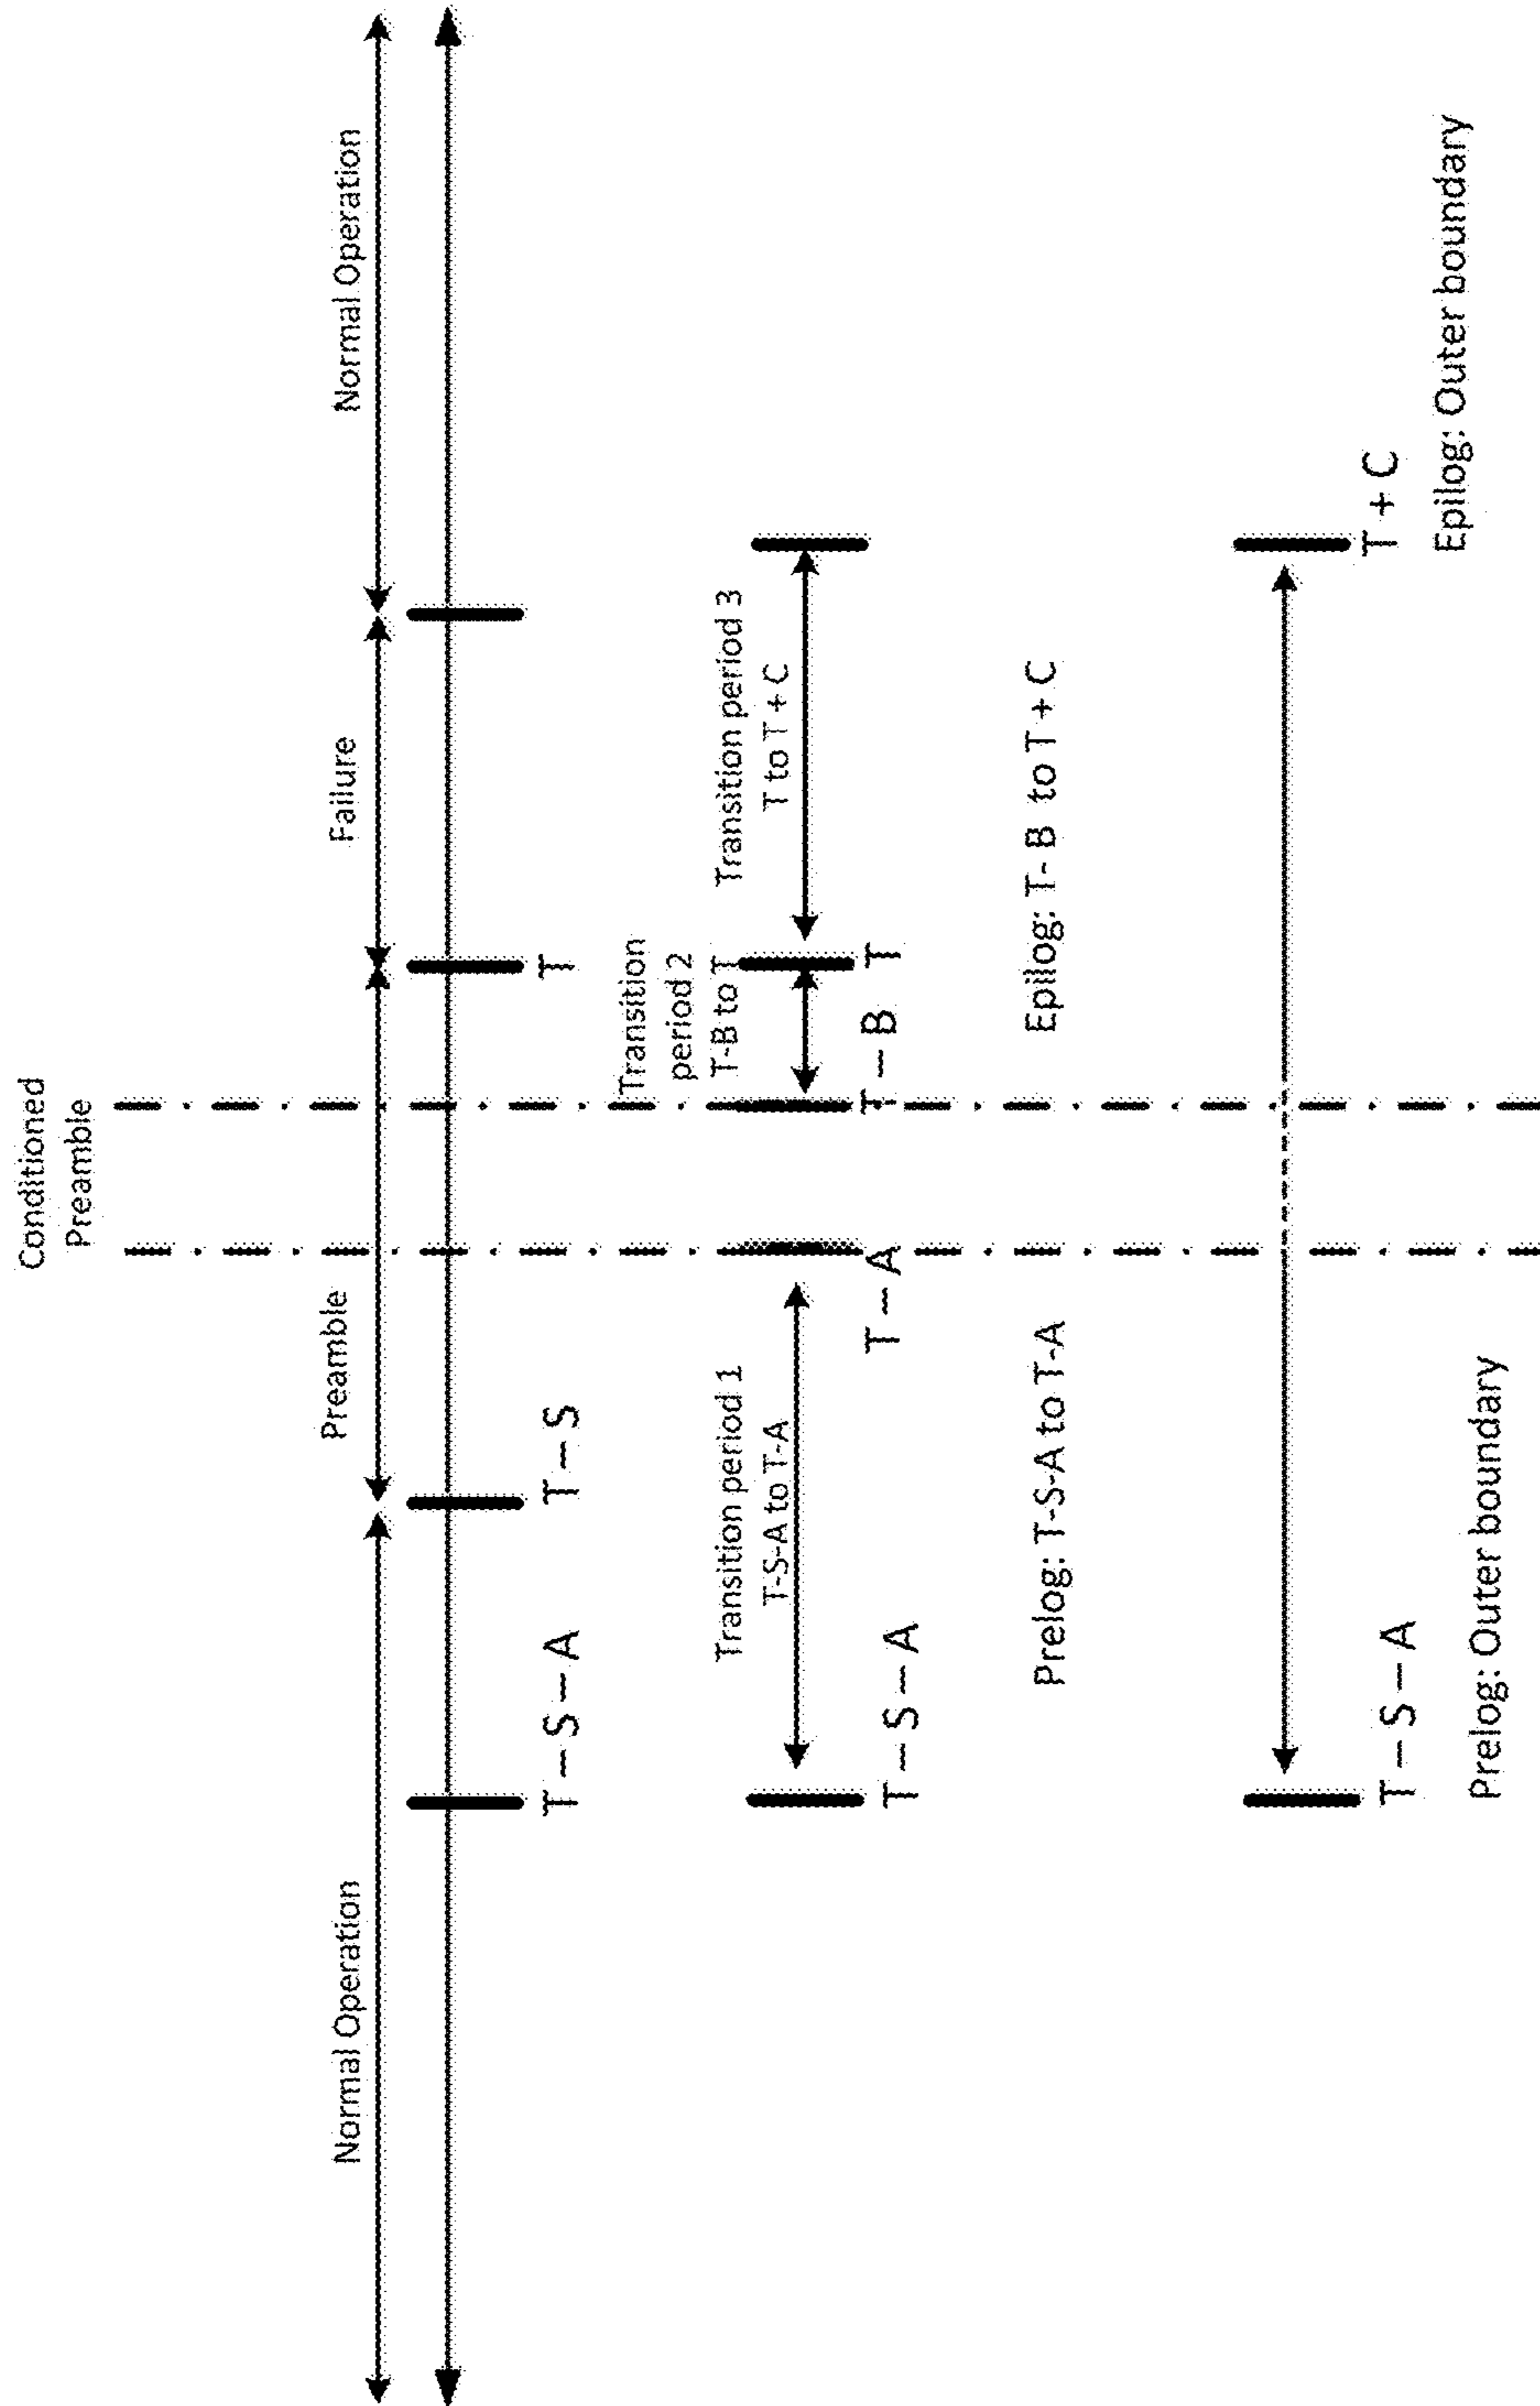 Conditioned
Preamble
Normal Operation
Preamble
Failure
Normal Operation
T – S – A
T – S
T
Transition period 1
T-S-A to T-A
Transition
period 2
T-B to T
Transition period 3
T to T + C
T – S – A
T – A
T – B
T
Prelog: T-S-A to T-A
Epilog: T- B to T + C
T – S – A
T + C
Prelog: Outer boundary
Epilog: Outer boundary